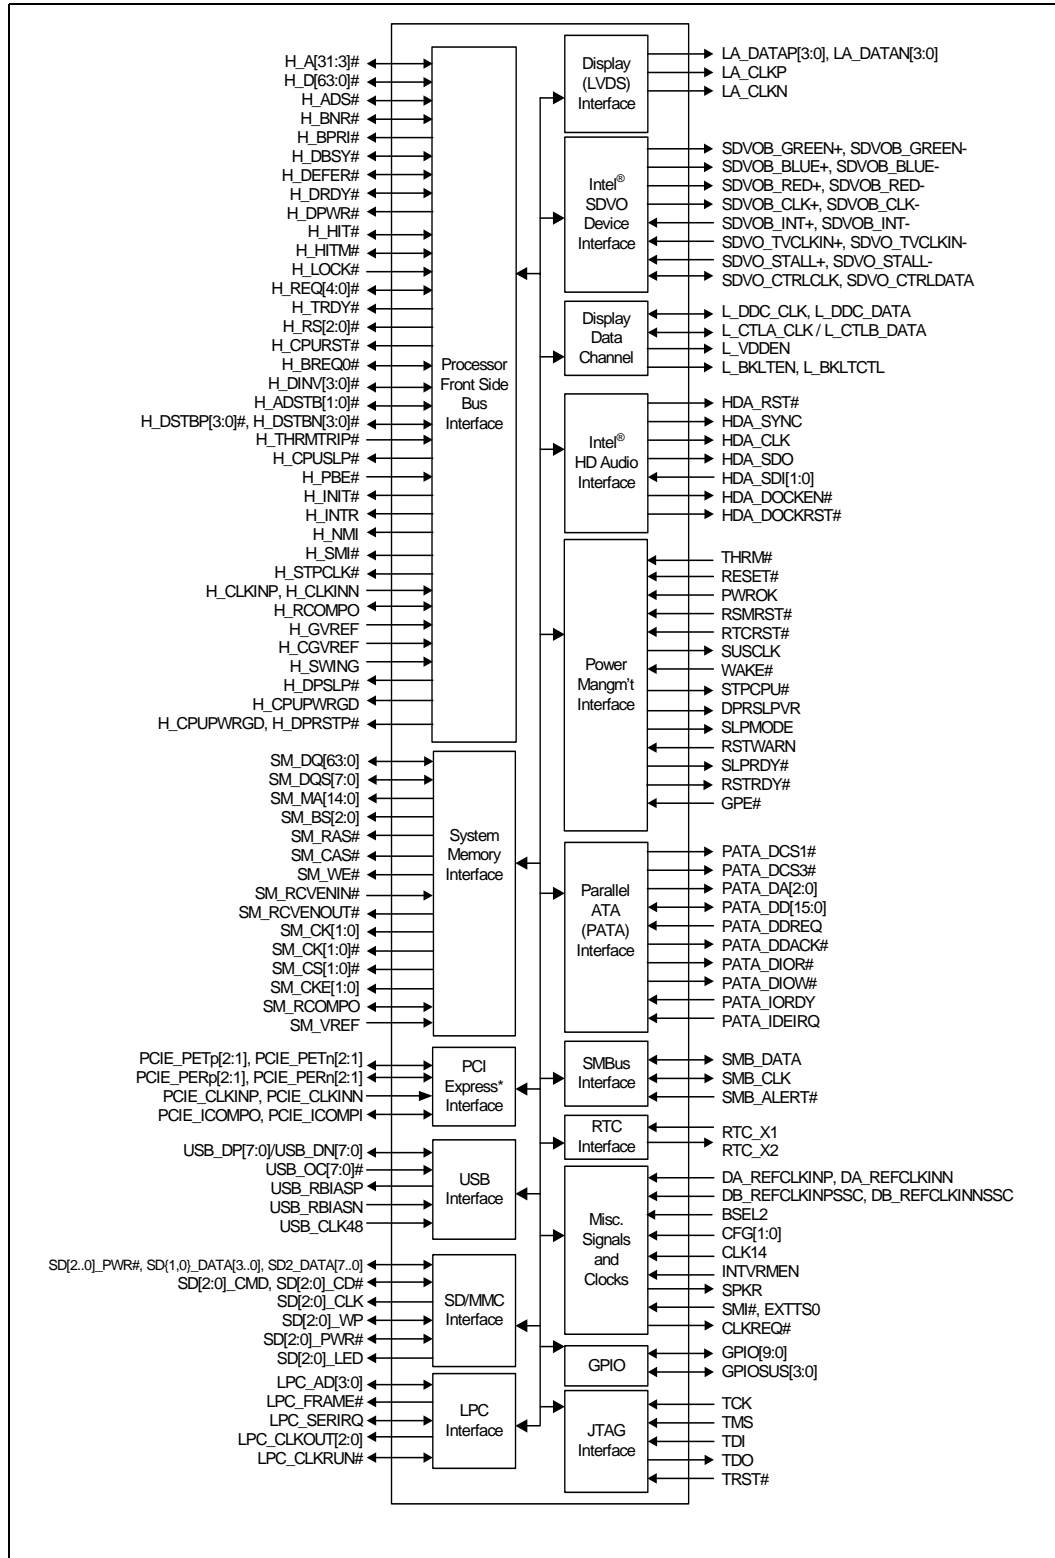 H_A[31:3]#
H_D[63:0]#
H_ADS#
H_BNR#
H_BPRI#
H_DBSY#
H_DEFER#
H_DRDY#
H_DPWR#
H_HIT#
H_HITM#
H_LOCK#
H_REQ[4:0]#
H_TRDY#
H_RS[2:0]#
H_CPURST#
H_BREQ0#
H_DINV[3:0]#
H_ADSTB[1:0]#
H_DSTBP[3:0]#, H_DSTBN[3:0]#
H_THRMTRIP#
H_CPUSLP#
H_PBE#
H_INIT#
H_INTR
H_NMI
H_SMI#
H_STPCLK#
H_CLKINP, H_CLKINN
H_RCOMPO
H_GVREF
H_CGVREF
H_SWING
H_DPSLP#
H_CPUPWRGD
H_CPUPWRGD, H_DPRSTP#
Processor
Front Side
Bus
Interface
SM_DQ[63:0]
SM_DQS[7:0]
SM_MA[14:0]
SM_BS[2:0]
SM_RAS#
SM_CAS#
SM_WE#
SM_RCVENIN#
SM_RCVENOUT#
SM_CK[1:0]
SM_CK[1:0]#
SM_CS[1:0]#
SM_CKE[1:0]
SM_RCOMPO
SM_VREF
System
Memory
Interface
PCIE_PETp[2:1], PCIE_PETn[2:1]
PCIE_PERp[2:1], PCIE_PERn[2:1]
PCIE_CLKINP, PCIE_CLKINN
PCIE_ICOMPO, PCIE_ICOMPI
PCI
Express*
Interface
USB_DP[7:0]/USB_DN[7:0]
USB_OC[7:0]#
USB_RBIASP
USB_RBIASN
USB_CLK48
USB
Interface
SD[2..0]_PWR#, SD{1,0}_DATA[3..0], SD2_DATA[7..0]
SD[2:0]_CMD, SD[2:0]_CD#
SD[2:0]_CLK
SD[2:0]_WP
SD[2:0]_PWR#
SD[2:0]_LED
SD/MMC
Interface
LPC_AD[3:0]
LPC_FRAME#
LPC_SERIRQ
LPC_CLKOUT[2:0]
LPC_CLKRUN#
LPC
Interface
Display
(LVDS)
Interface
LA_DATAP[3:0], LA_DATAN[3:0]
LA_CLKP
LA_CLKN
Intel®
SDVO
Device
Interface
SDVOB_GREEN+, SDVOB_GREEN-
SDVOB_BLUE+, SDVOB_BLUE-
SDVOB_RED+, SDVOB_RED-
SDVOB_CLK+, SDVOB_CLK-
SDVOB_INT+, SDVOB_INT-
SDVO_TVCLKIN+, SDVO_TVCLKIN-
SDVO_STALL+, SDVO_STALL-
SDVO_CTRLCLK, SDVO_CTRLDATA
Display
Data
Channel
L_DDC_CLK, L_DDC_DATA
L_CTLA_CLK / L_CTLB_DATA
L_VDDEN
L_BKLTEN, L_BKLTCTL
Intel®
HD Audio
Interface
HDA_RST#
HDA_SYNC
HDA_CLK
HDA_SDO
HDA_SDI[1:0]
HDA_DOCKEN#
HDA_DOCKRST#
Power
Mangm't
Interface
THRM#
RESET#
PWROK
RSMRST#
RTCRST#
SUSCLK
WAKE#
STPCPU#
DPRSLPVR
SLPMODE
RSTWARN
SLPRDY#
RSTRDY#
GPE#
Parallel
ATA
(PATA)
Interface
PATA_DCS1#
PATA_DCS3#
PATA_DA[2:0]
PATA_DD[15:0]
PATA_DDREQ
PATA_DDACK#
PATA_DIOR#
PATA_DIOW#
PATA_IORDY
PATA_IDEIRQ
SMBus
Interface
SMB_DATA
SMB_CLK
SMB_ALERT#
RTC
Interface
RTC_X1
RTC_X2
Misc.
Signals
and
Clocks
DA_REFCLKINP, DA_REFCLKINN
DB_REFCLKINPSSC, DB_REFCLKINNSSC
BSEL2
CFG[1:0]
CLK14
INTVRMEN
SPKR
SMI#, EXTTS0
CLKREQ#
GPIO
GPIO[9:0]
GPIOSUS[3:0]
JTAG
Interface
TCK
TMS
TDI
TDO
TRST#